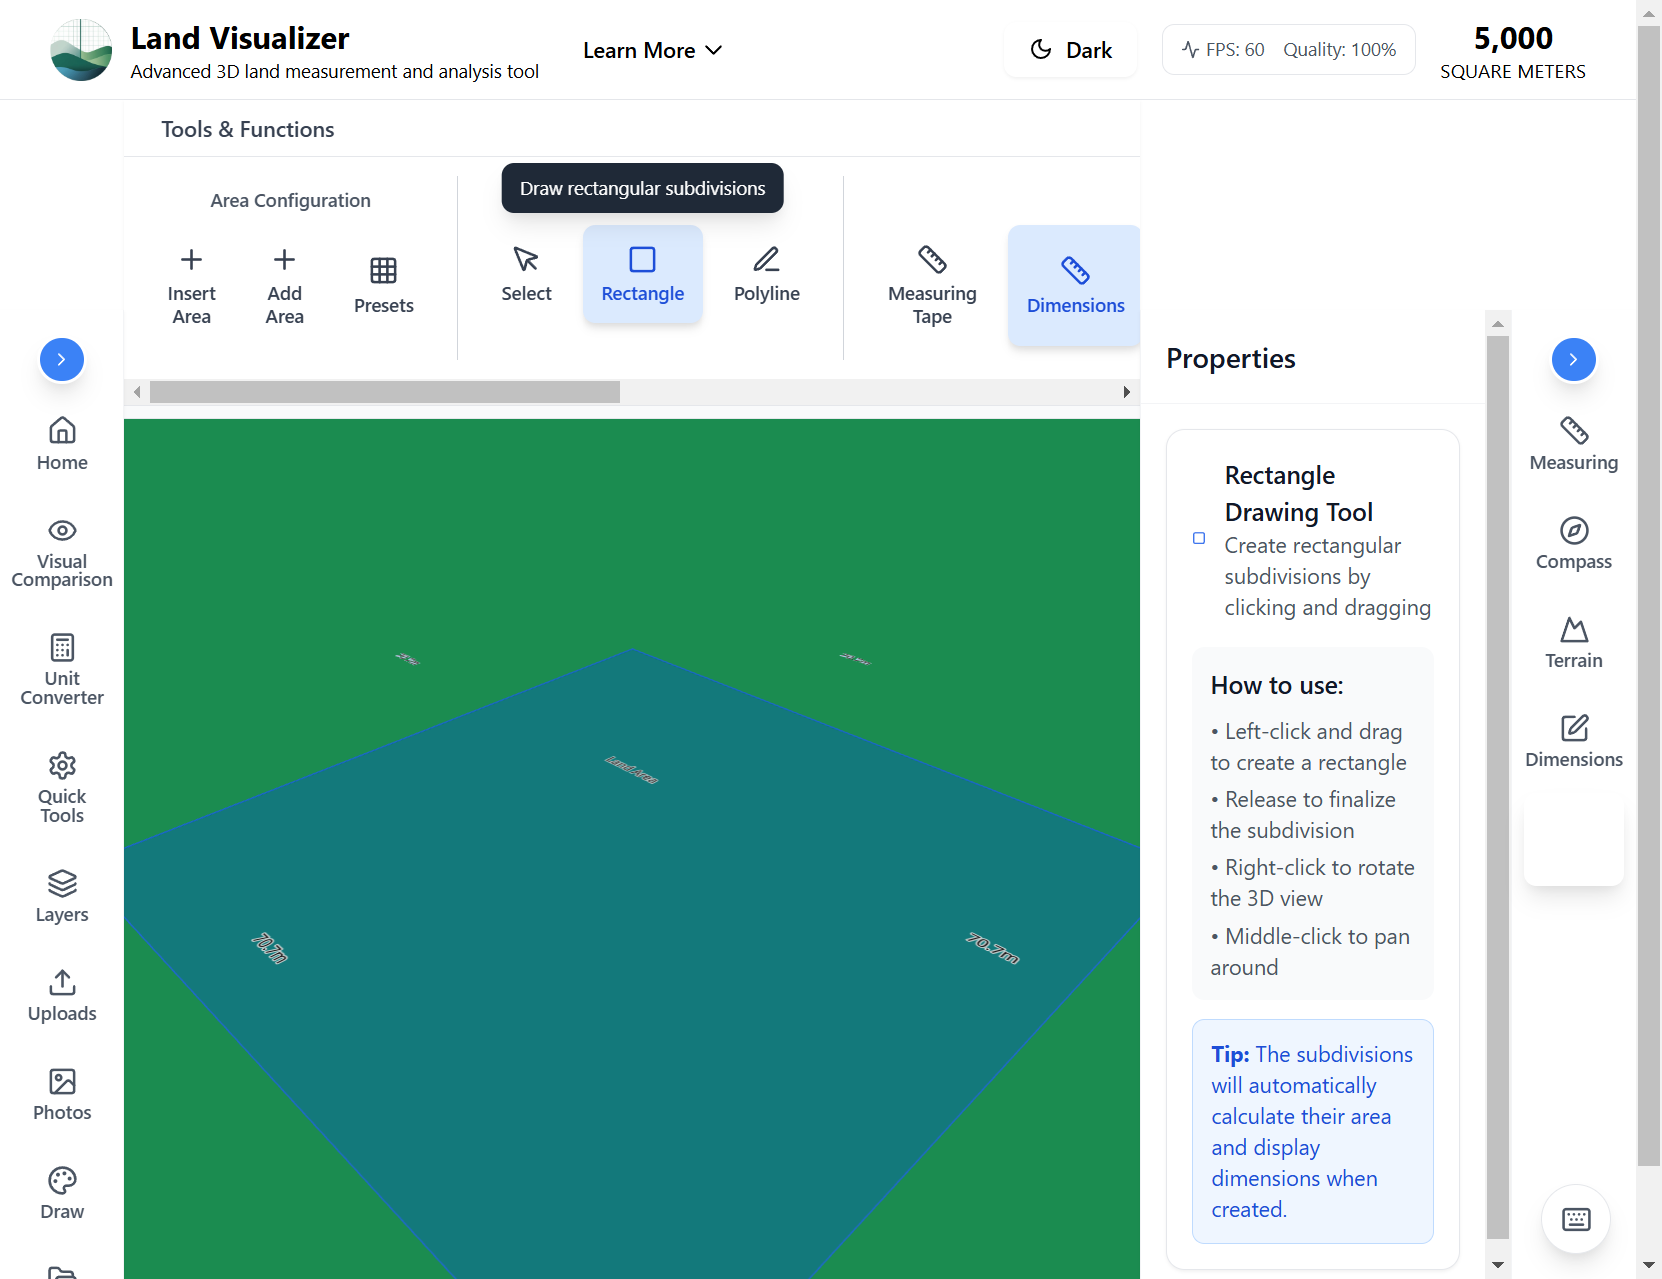 Land Visualizer
Advanced 3D land measurement and analysis tool
Learn More
Dark
FPS: 60 Quality: 100%
5,000
SQUARE METERS
Tools & Functions
Area Configuration
Draw rectangular subdivisions
Insert
Area
Add
Area
Presets
Select
Rectangle
Polyline
Measuring
Tape
Dimensions
Home
Visual
Comparison
Unit
Converter
Quick
Tools
Layers
Uploads
Photos
Draw
Land Area
70.7m
70.7m
Properties
Rectangle
Drawing Tool
Create rectangular
subdivisions by
clicking and dragging
How to use:
• Left-click and drag
to create a rectangle
• Release to finalize
the subdivision
• Right-click to rotate
the 3D view
• Middle-click to pan
around
Tip: The subdivisions
will automatically
calculate their area
and display
dimensions when
created.
Measuring
Compass
Terrain
Dimensions